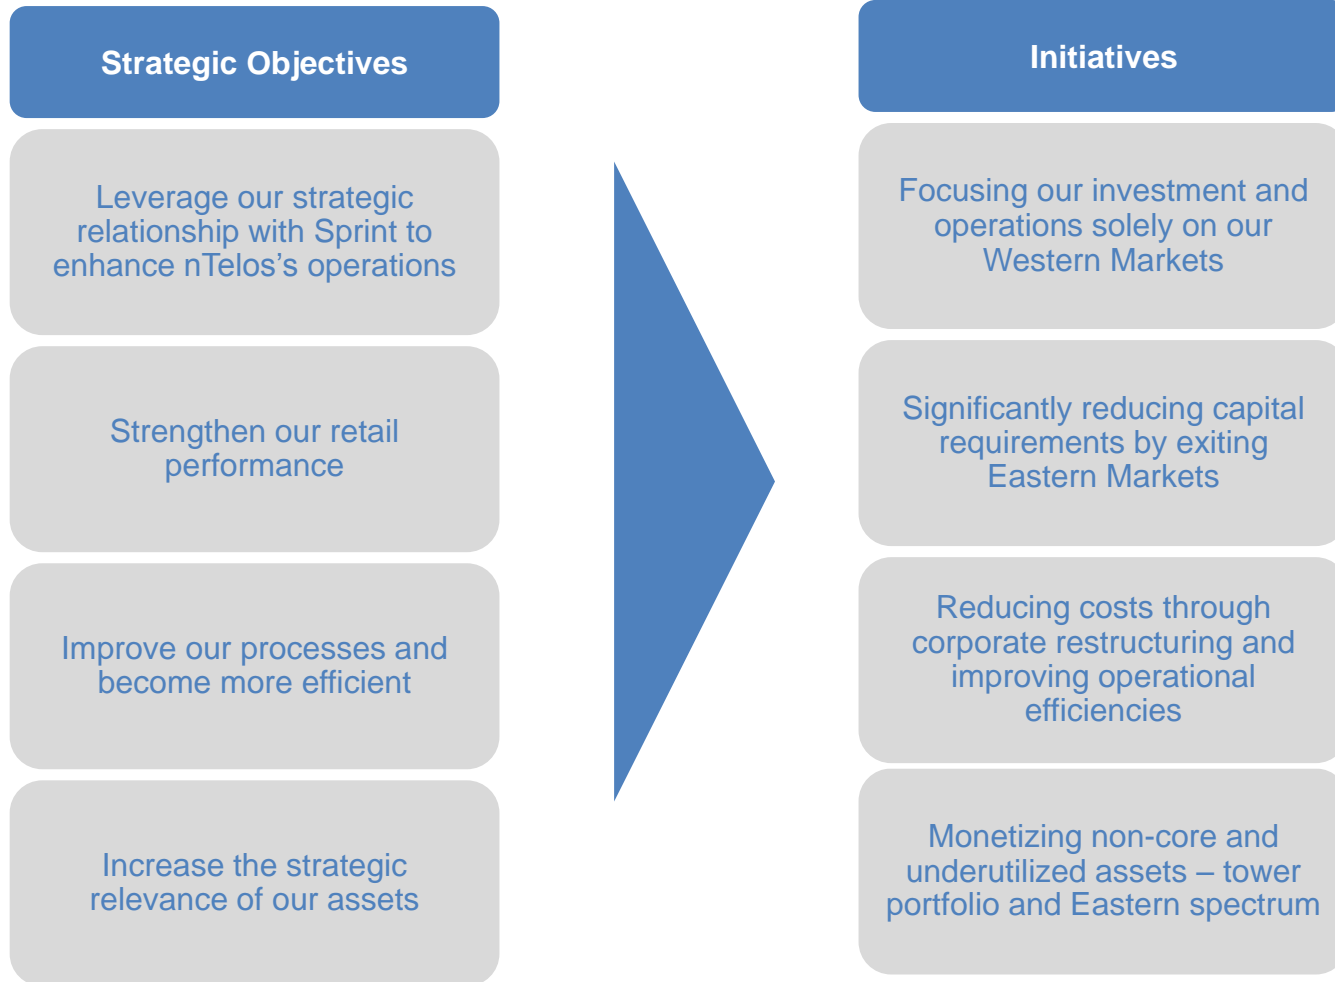 Strategic Objectives
Leverage our strategic
relationship with Sprint to
enhance nTelos’s operations
Strengthen our retail
performance
Improve our processes and
become more efficient
Increase the strategic
relevance of our assets
Initiatives
Focusing our investment and
operations solely on our
Western Markets
Significantly reducing capital
requirements by exiting
Eastern Markets
Reducing costs through
corporate restructuring and
improving operational
efficiencies
Monetizing non-core and
underutilized assets – tower
portfolio and Eastern spectrum